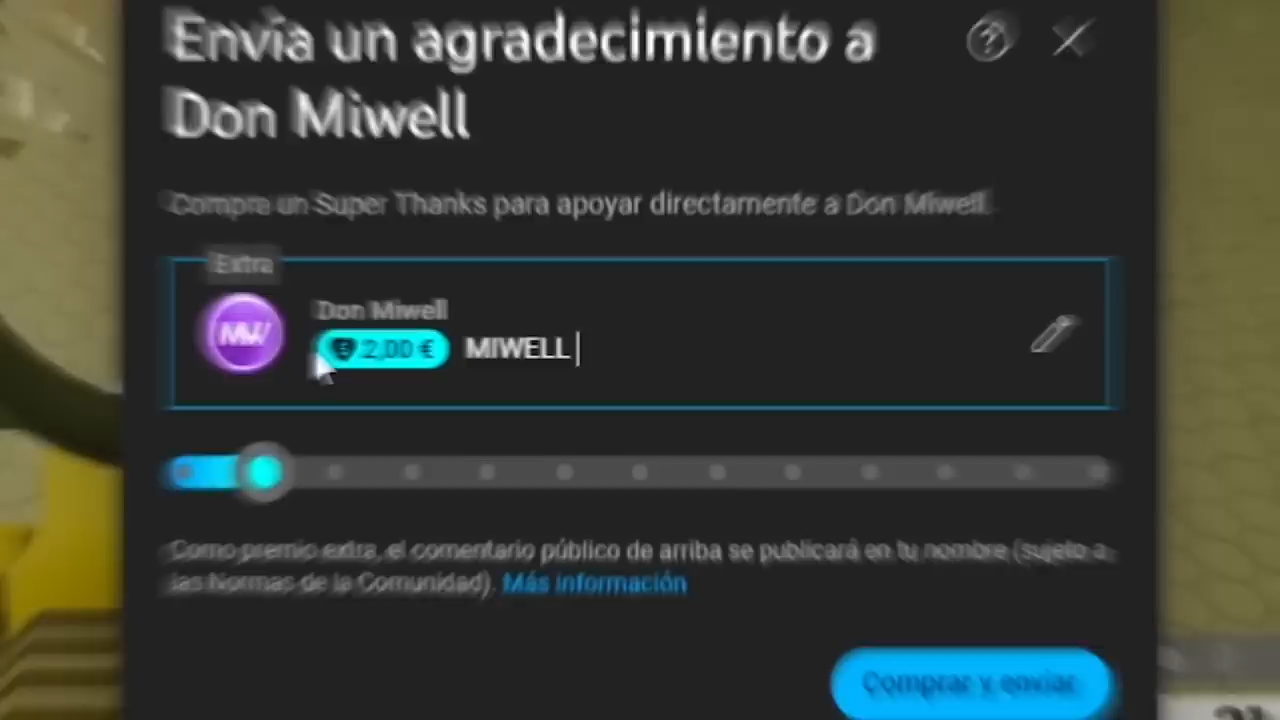 Envía un agradecimiento a
Don Miwell
Compra un Super Thanks para apoyar directamente a Don Miwell.
Extra
MW
Don Miwell
2,00 € MIWELL
Como premio extra, el comentario público de arriba se publicará en tu nombre (sujeto a
las Normas de la Comunidad). Más información
Comprar y enviar